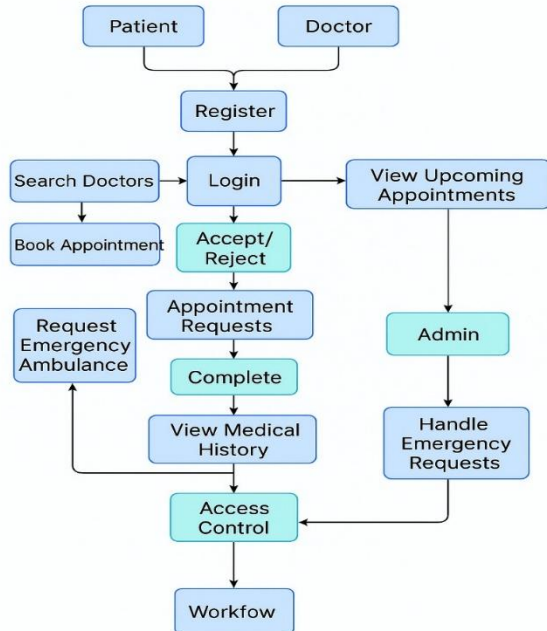 Patient
Doctor
Register
Search Doctors
Login
View Upcoming
Appointments
Book Appointment
Accept/
Reject
Appointment
Requests
Request
Emergency
Ambulance
Admin
Complete
View Medical
History
Handle
Emergency
Requests
Access
Control
Workfow